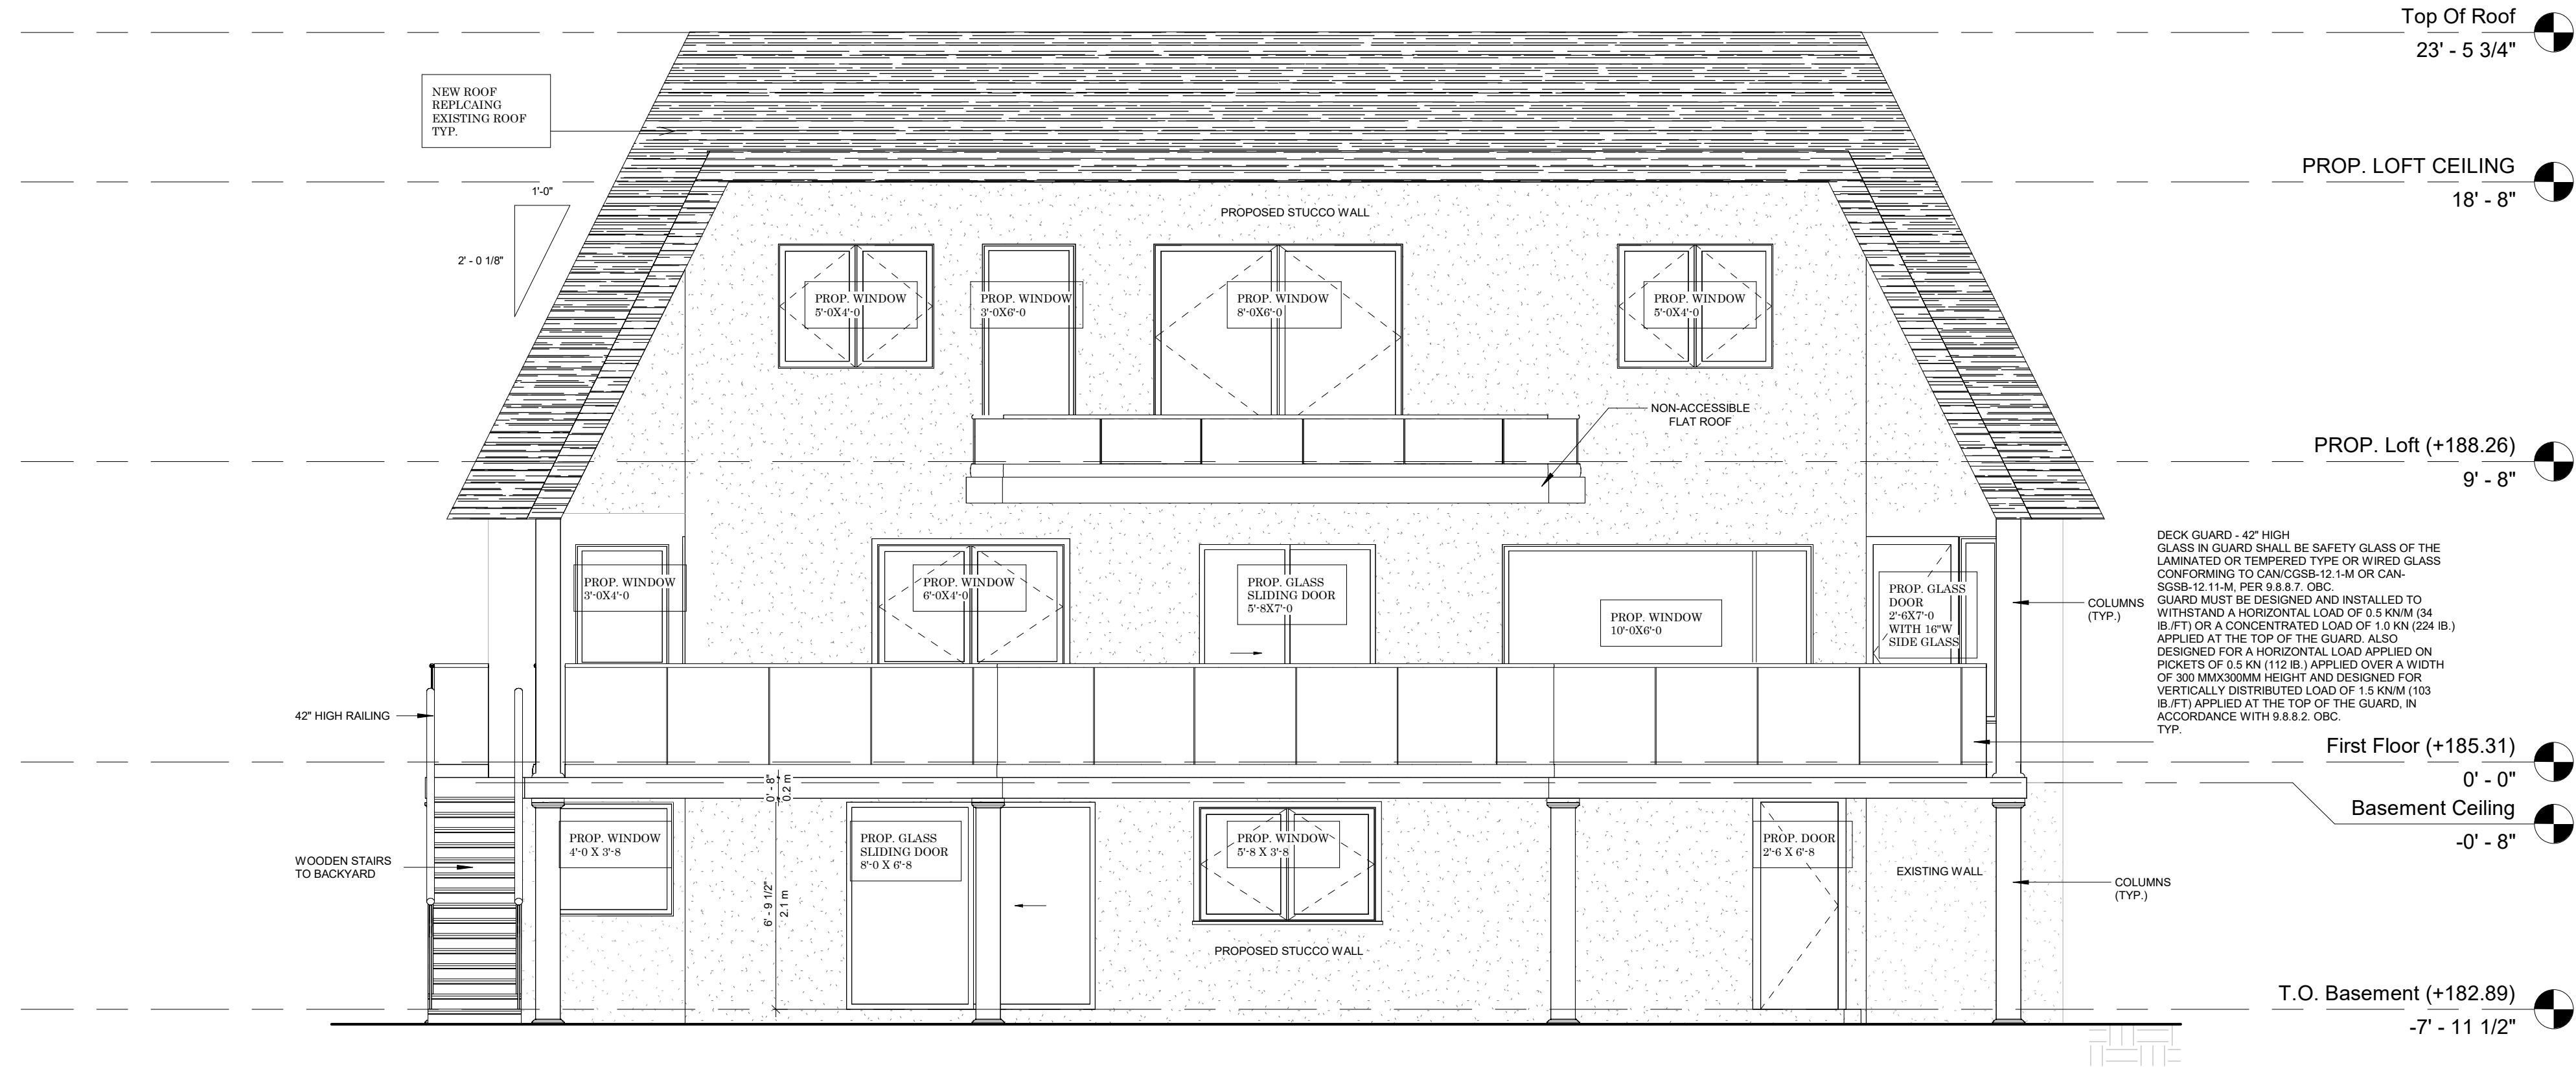 Top Of Roof
23' - 5 3/4"
NEW ROOF
REPLCAING
EXISTING ROOF
TYP.
PROP. LOFT CEILING
18' - 8"
1'-0"
2' - 0 1/8"
PROPOSED STUCCO WALL
PROP. WINDOW
5'-0X4'-0
PROP. WINDOW
3'-0X6'-0
PROP. WINDOW
8'-0X6'-0
PROP. WINDOW
5'-0X4'-0
NON-ACCESSIBLE
FLAT ROOF
PROP. Loft (+188.26)
9' - 8"
PROP. WINDOW
3'-0X4'-0
PROP. WINDOW
6'-0X4'-0
PROP. GLASS
SLIDING DOOR
5'-8X7'-0
PROP. WINDOW
10'-0X6'-0
PROP. GLASS
DOOR
2'-6X7'-0
WITH 16"W
SIDE GLASS
COLUMNS
(TYP.)
DECK GUARD - 42" HIGH
GLASS IN GUARD SHALL BE SAFETY GLASS OF THE
LAMINATED OR TEMPERED TYPE OR WIRED GLASS
CONFORMING TO CAN/CGSB-12.1-M OR CAN-
SGSB-12.11-M, PER 9.8.8.7. OBC.
GUARD MUST BE DESIGNED AND INSTALLED TO
WITHSTAND A HORIZONTAL LOAD OF 0.5 KN/M (34
IB./FT) OR A CONCENTRATED LOAD OF 1.0 KN (224 IB.)
APPLIED AT THE TOP OF THE GUARD. ALSO
DESIGNED FOR A HORIZONTAL LOAD APPLIED ON
PICKETS OF 0.5 KN (112 IB.) APPLIED OVER A WIDTH
OF 300 MMX300MM HEIGHT AND DESIGNED FOR
VERTICALLY DISTRIBUTED LOAD OF 1.5 KN/M (103
IB./FT) APPLIED AT THE TOP OF THE GUARD, IN
ACCORDANCE WITH 9.8.8.2. OBC.
TYP.
42" HIGH RAILING
First Floor (+185.31)
0' - 0"
0' - 8"
0.2 m
Basement Ceiling
-0' - 8"
WOODEN STAIRS
TO BACKYARD
PROP. WINDOW
4'-0 X 3'-8
PROP. GLASS
SLIDING DOOR
8'-0 X 6'-8
PROP. WINDOW
5'-8 X 3'-8
PROP. DOOR
2'-6 X 6'-8
EXISTING WALL
COLUMNS
(TYP.)
6' - 9 1/2"
2.1 m
PROPOSED STUCCO WALL
T.O. Basement (+182.89)
-7' - 11 1/2"